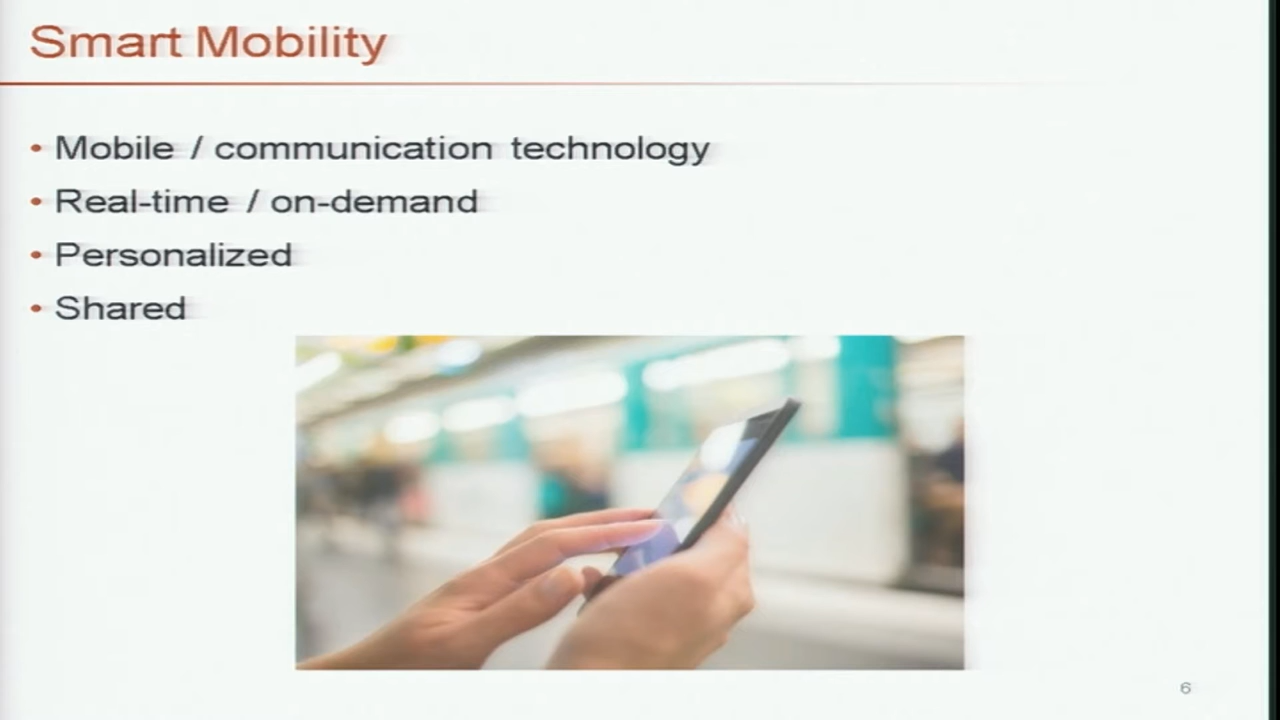 Smart Mobility
• Mobile / communication technology
• Real-time / on-demand
• Personalized
• Shared
6